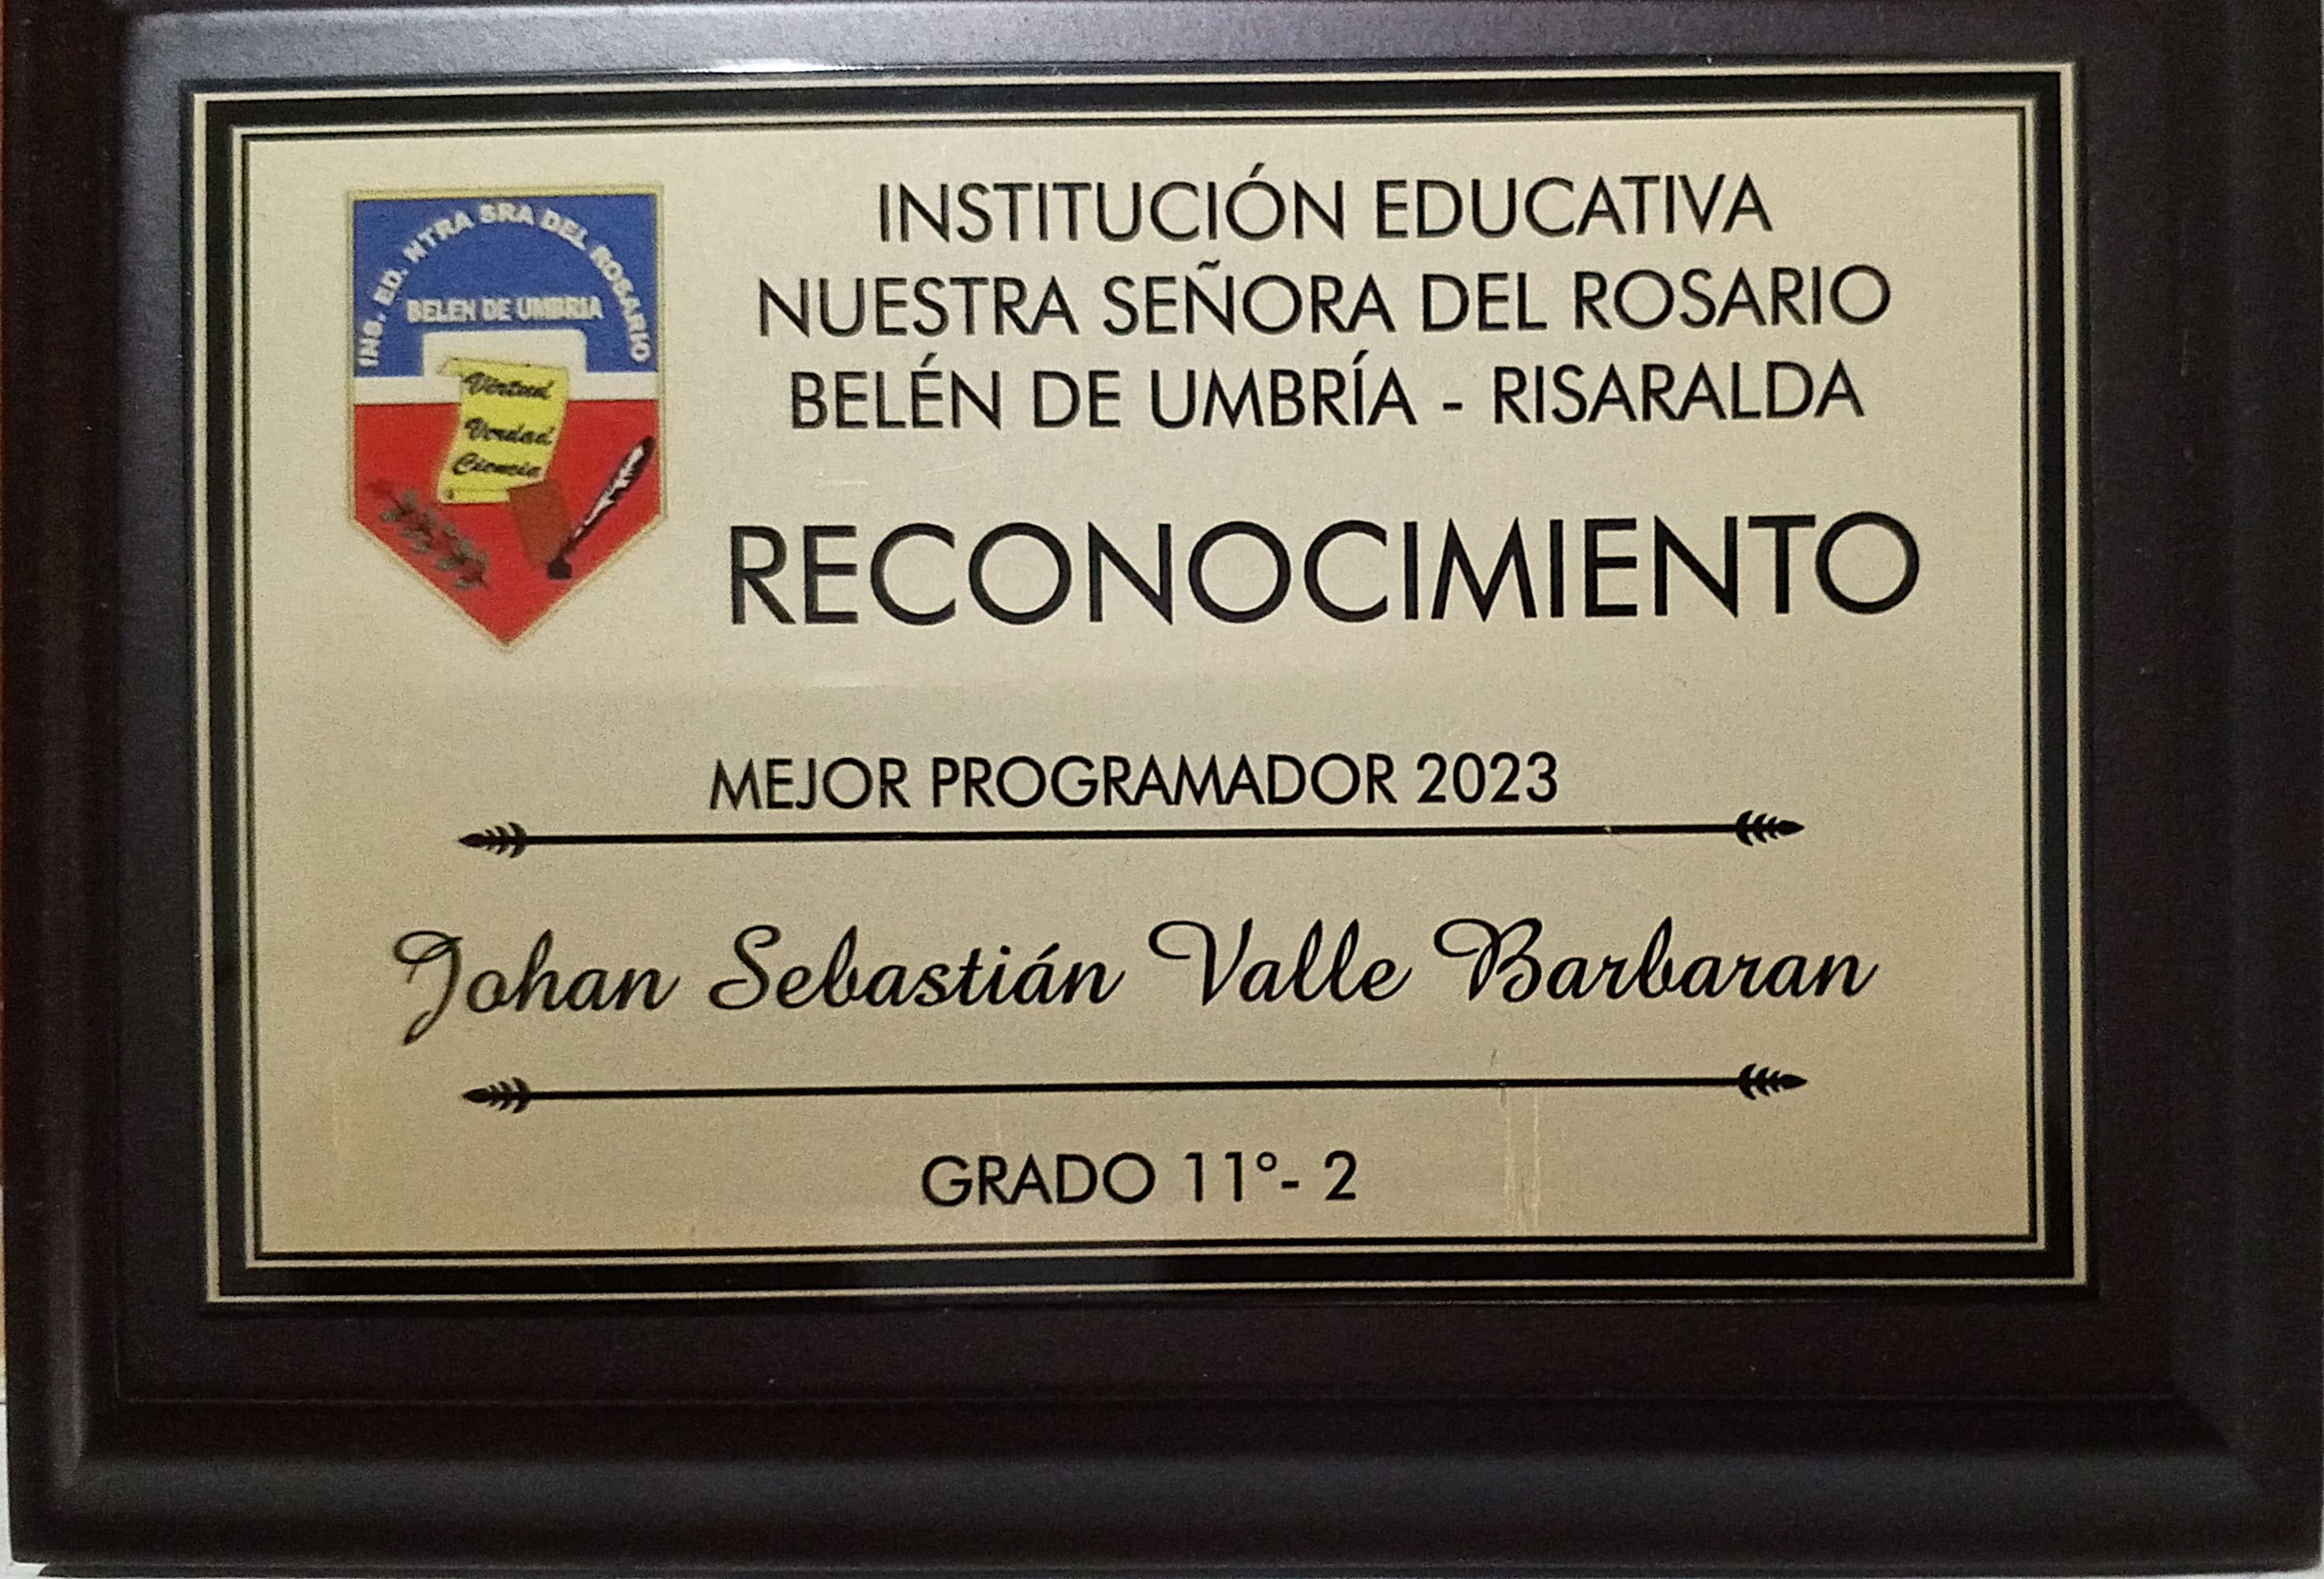 INS. ED. NTRA SRA DEL ROSARIO
BELEN DE UMBRIA
Virtud
Verdad
Ciencia
INSTITUCIÓN EDUCATIVA
NUESTRA SEÑORA DEL ROSARIO
BELÉN DE UMBRÍA - RISARALDA
RECONOCIMIENTO
MEJOR PROGRAMADOR 2023
Johan Sebastián Valle Barbaran
GRADO 11°- 2